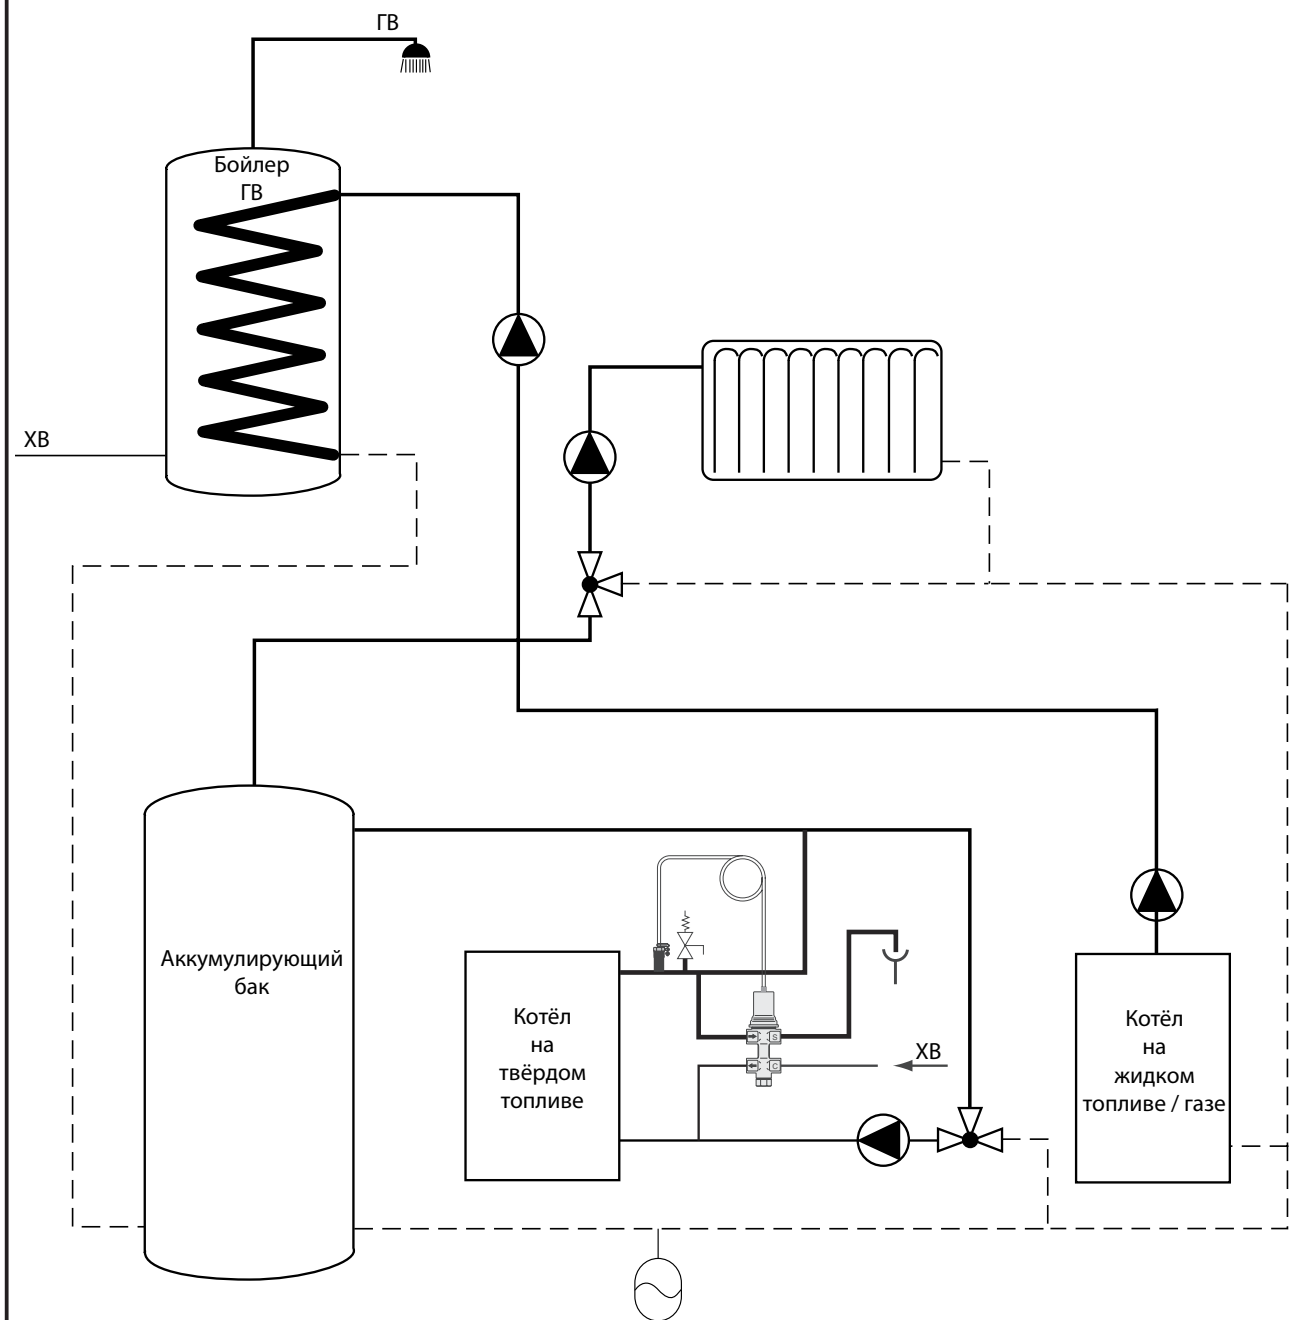 ГВ
Бойлер
ГВ
ХВ
Аккумулирующий
бак
Котёл
на
твёрдом
топливе
S
C
ХВ
Котёл
на
жидком
топливе / газе